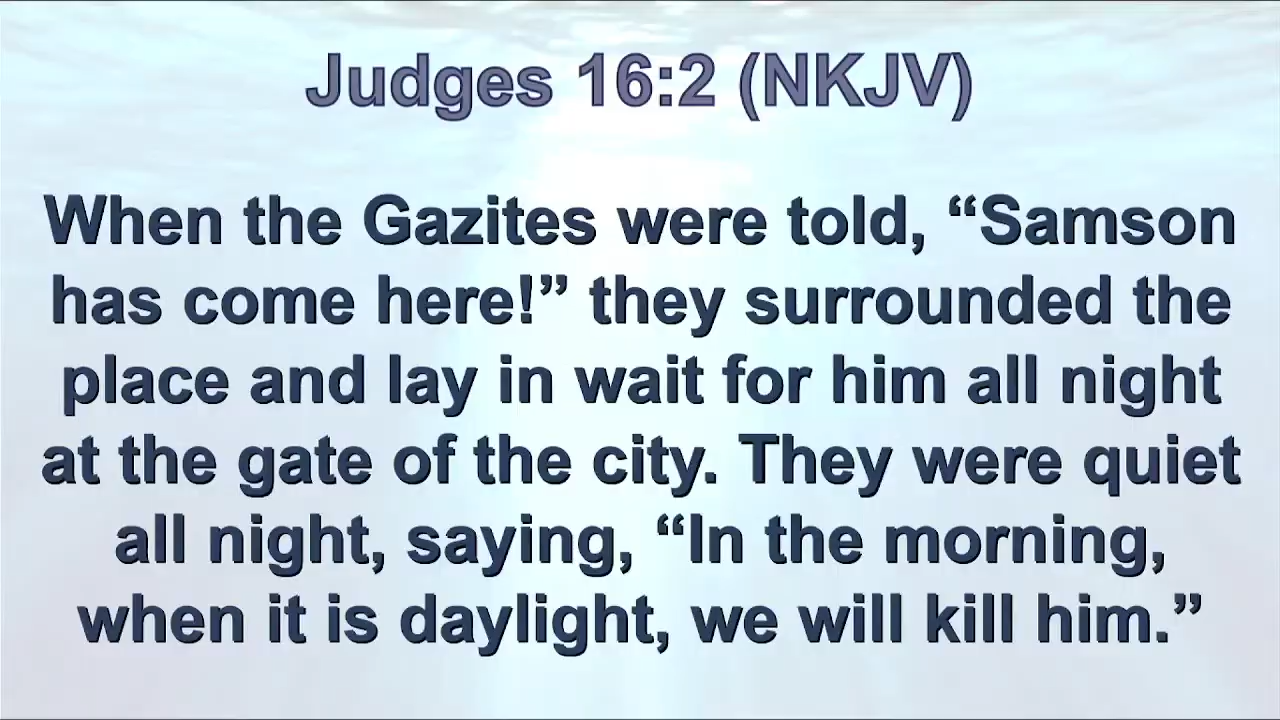 Judges 16:2 (NKJV)
When the Gazites were told, “Samson
has come here!” they surrounded the
place and lay in wait for him all night
at the gate of the city. They were quiet
all night, saying, “In the morning,
when it is daylight, we will kill him.”